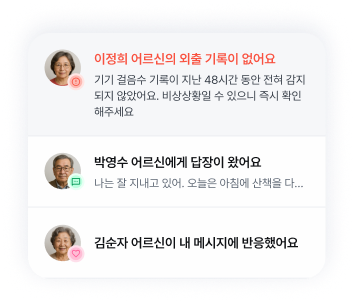 이정희 어르신의 외출 기록이 없어요
기기 걸음수 기록이 지난 48시간 동안 전혀 감지
되지 않았어요. 비상상황일 수 있으니 즉시 확인
해주세요
박영수 어르신에게 답장이 왔어요
나는 잘 지내고 있어. 오늘은 아침에 산책을 다...
김순자 어르신이 내 메시지에 반응했어요